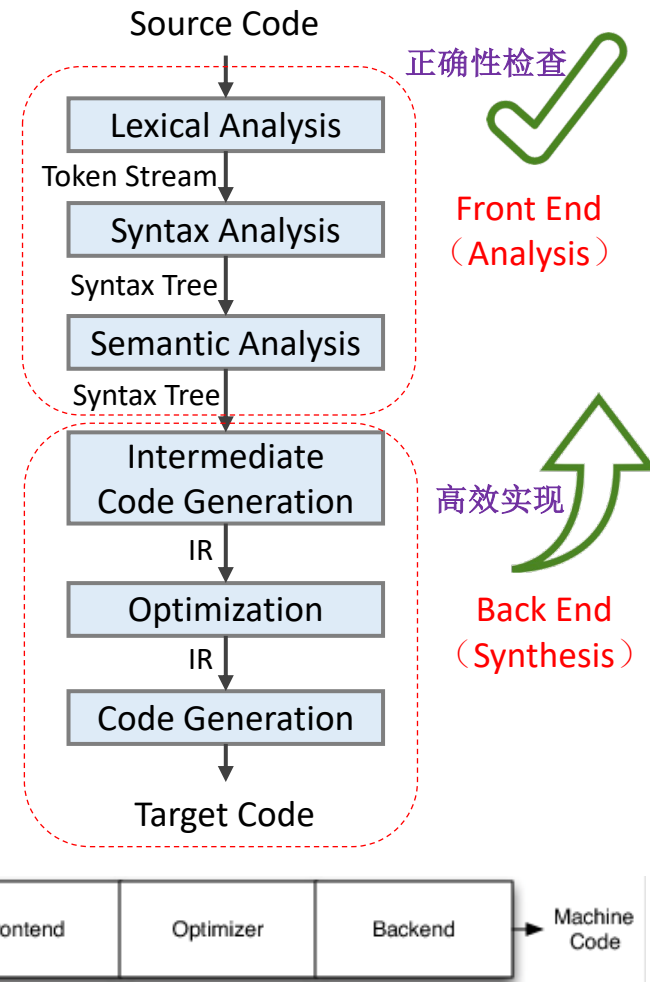 Source Code
正确性检查
Lexical Analysis
Token Stream
Front End
（Analysis）
Syntax Analysis
Syntax Tree
Semantic Analysis
Syntax Tree
Intermediate
Code Generation
高效实现
IR
Optimization
Back End
（Synthesis）
IR
Code Generation
Target Code
ontend
Optimizer
Backend
Machine
Code